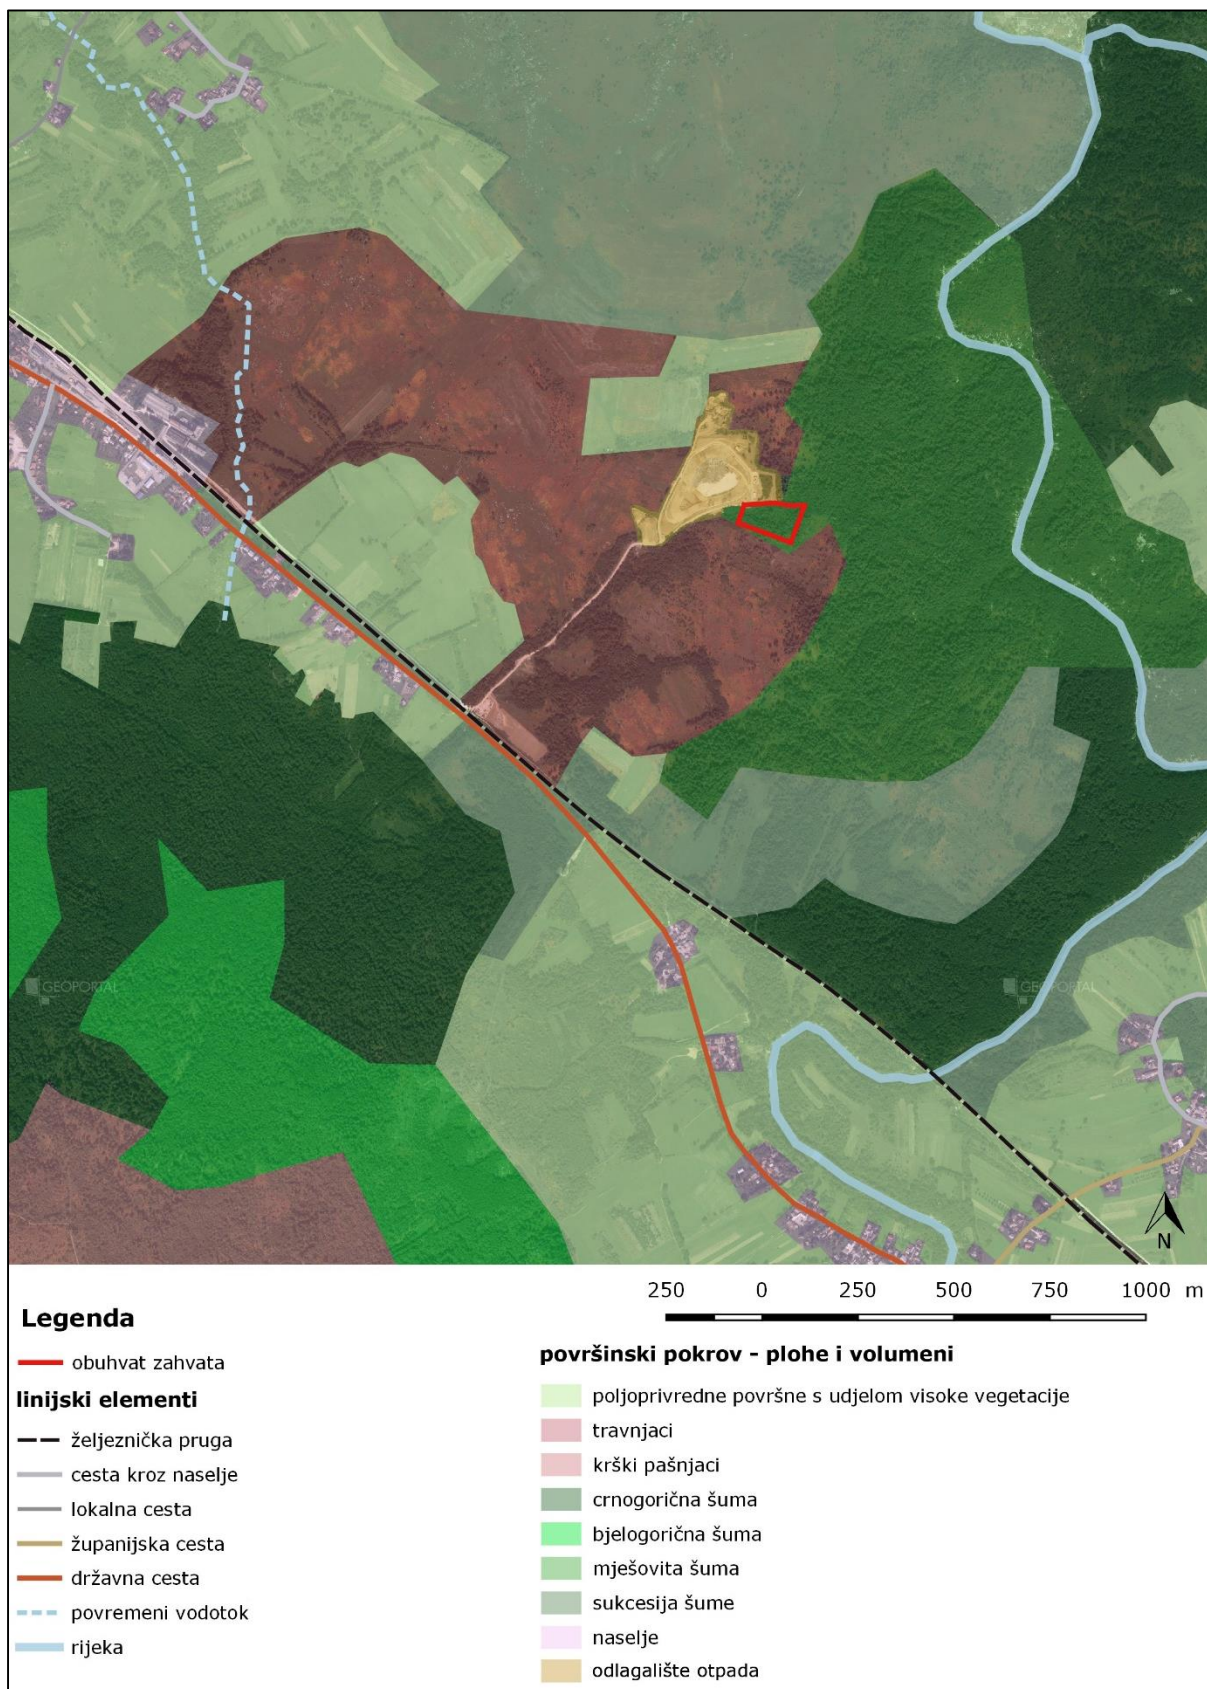 GEOPORTAL
GEOPORTAL
N
250 0 250 500 750 1000 m
Legenda
obuhvat zahvata
linijski elementi
željeznička pruga
cesta kroz naselje
lokalna cesta
županijska cesta
državna cesta
povremeni vodotok
rijeka
površinski pokrov - plohe i volumeni
poljoprivredne površne s udjelom visoke vegetacije
travnjaci
krški pašnjaci
crnogorična šuma
bjelogorična šuma
mješovita šuma
sukcesija šume
naselje
odlagalište otpada